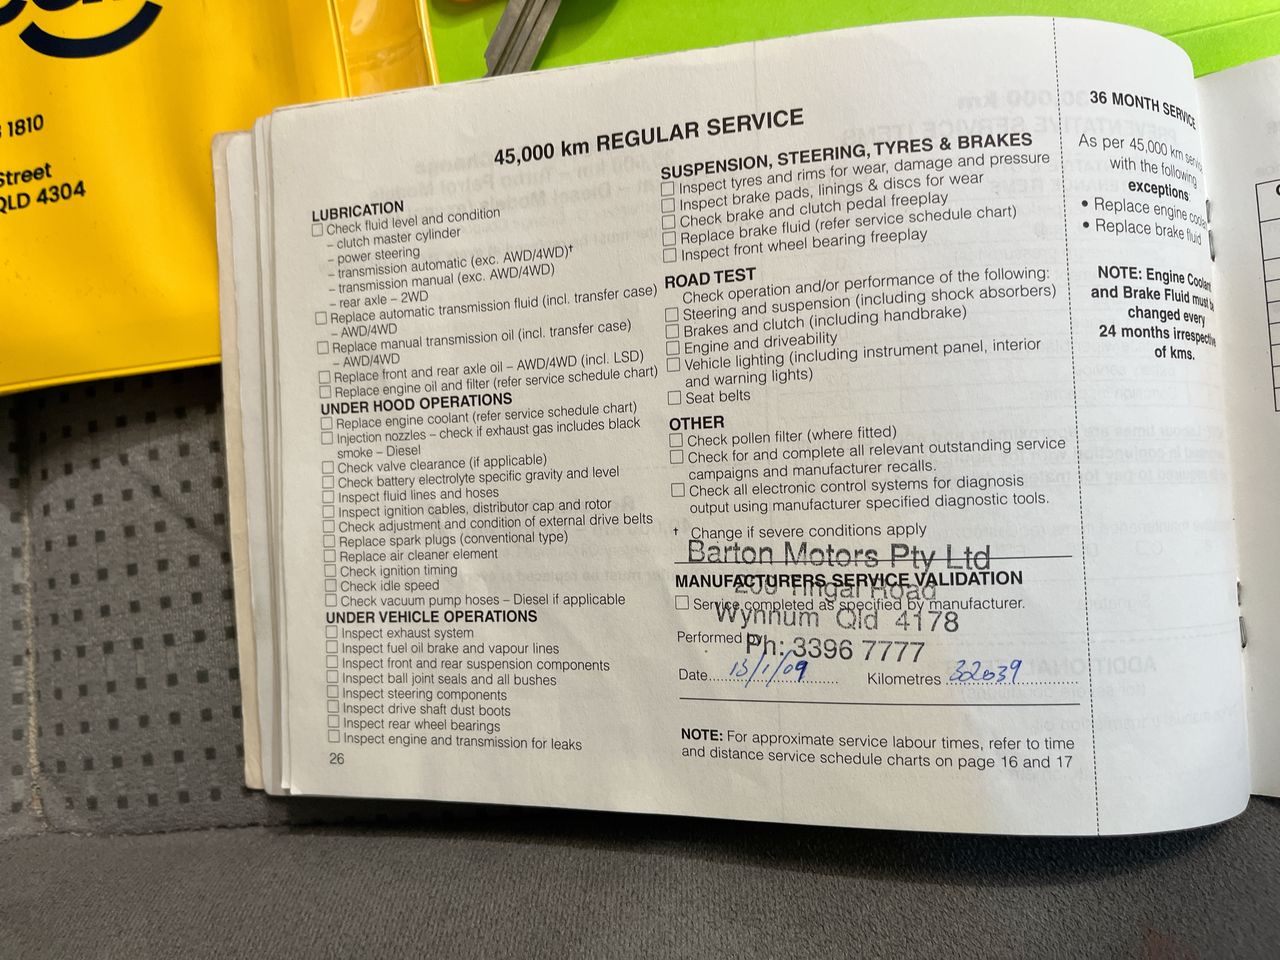 1810
Street
QLD 4304
45,000 km REGULAR SERVICE
LUBRICATION
Check fluid level and condition
– clutch master cylinder
– power steering
– transmission automatic (exc. AWD/4WD)†
– transmission manual (exc. AWD/4WD)
– rear axle – 2WD
Replace automatic transmission fluid (incl. transfer case)
– AWD/4WD
Replace manual transmission oil (incl. transfer case)
– AWD/4WD
Replace front and rear axle oil – AWD/4WD (incl. LSD)
Replace engine oil and filter (refer service schedule chart)
UNDER HOOD OPERATIONS
Replace engine coolant (refer service schedule chart)
Injection nozzles – check if exhaust gas includes black
smoke – Diesel
Check valve clearance (if applicable)
Check battery electrolyte specific gravity and level
Inspect fluid lines and hoses
Inspect ignition cables, distributor cap and rotor
Check adjustment and condition of external drive belts
Replace spark plugs (conventional type)
Replace air cleaner element
Check ignition timing
Check idle speed
Check vacuum pump hoses – Diesel if applicable
UNDER VEHICLE OPERATIONS
Inspect exhaust system
Inspect fuel oil brake and vapour lines
Inspect front and rear suspension components
Inspect ball joint seals and all bushes
Inspect steering components
Inspect drive shaft dust boots
Inspect rear wheel bearings
Inspect engine and transmission for leaks
26
SUSPENSION, STEERING, TYRES & BRAKES
Inspect tyres and rims for wear, damage and pressure
Inspect brake pads, linings & discs for wear
Check brake and clutch pedal freeplay
Replace brake fluid (refer service schedule chart)
Inspect front wheel bearing freeplay
ROAD TEST
Check operation and/or performance of the following:
Steering and suspension (including shock absorbers)
Brakes and clutch (including handbrake)
Engine and driveability
Vehicle lighting (including instrument panel, interior
and warning lights)
Seat belts
OTHER
Check pollen filter (where fitted)
Check for and complete all relevant outstanding service
campaigns and manufacturer recalls.
Check all electronic control systems for diagnosis
output using manufacturer specified diagnostic tools.
† Change if severe conditions apply
Barton Motors Pty Ltd
MANUFACTURERS SERVICE VALIDATION
Tingal Road
Service completed as specified by manufacturer.
Wynnum Qld 4178
Performed
Ph: 3396 7777
Date 13/1/09 Kilometres 32039
NOTE: For approximate service labour times, refer to time
and distance service schedule charts on page 16 and 17
36 MONTH SERVICE
As per 45,000 km
with the following
exceptions
• Replace engine
• Replace brake fluid
NOTE: Engine Coolant
and Brake Fluid must
changed every
24 months
of kms.